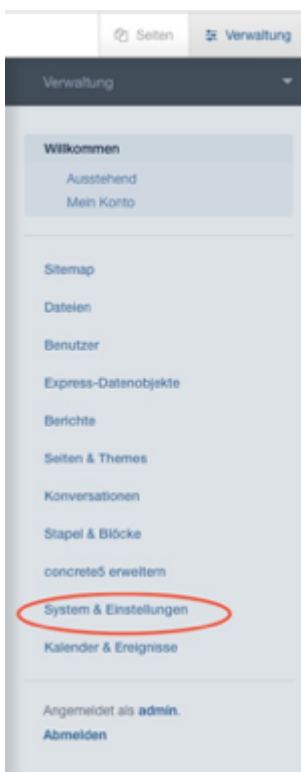 Seiten Verwaltung
Verwaltung
Willkommen
Ausstehend
Mein Konto
Sitemap
Dateien
Benutzer
Express-Datenobjekte
Berichte
Seiten & Themes
Konversationen
Stapel & Blöcke
concrete5 erweitern
System & Einstellungen
Kalender & Ereignisse
Angemeldet als admin.
Abmelden